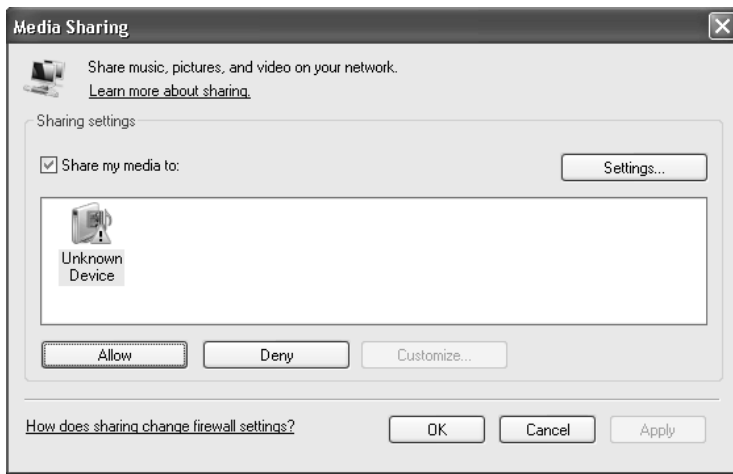 Media Sharing
Share music, pictures, and video on your network.
Learn more about sharing.
Sharing settings
Share my media to:
Settings...
Unknown
Device
Allow
Deny
Customize...
How does sharing change firewall settings?
OK
Cancel
Apply